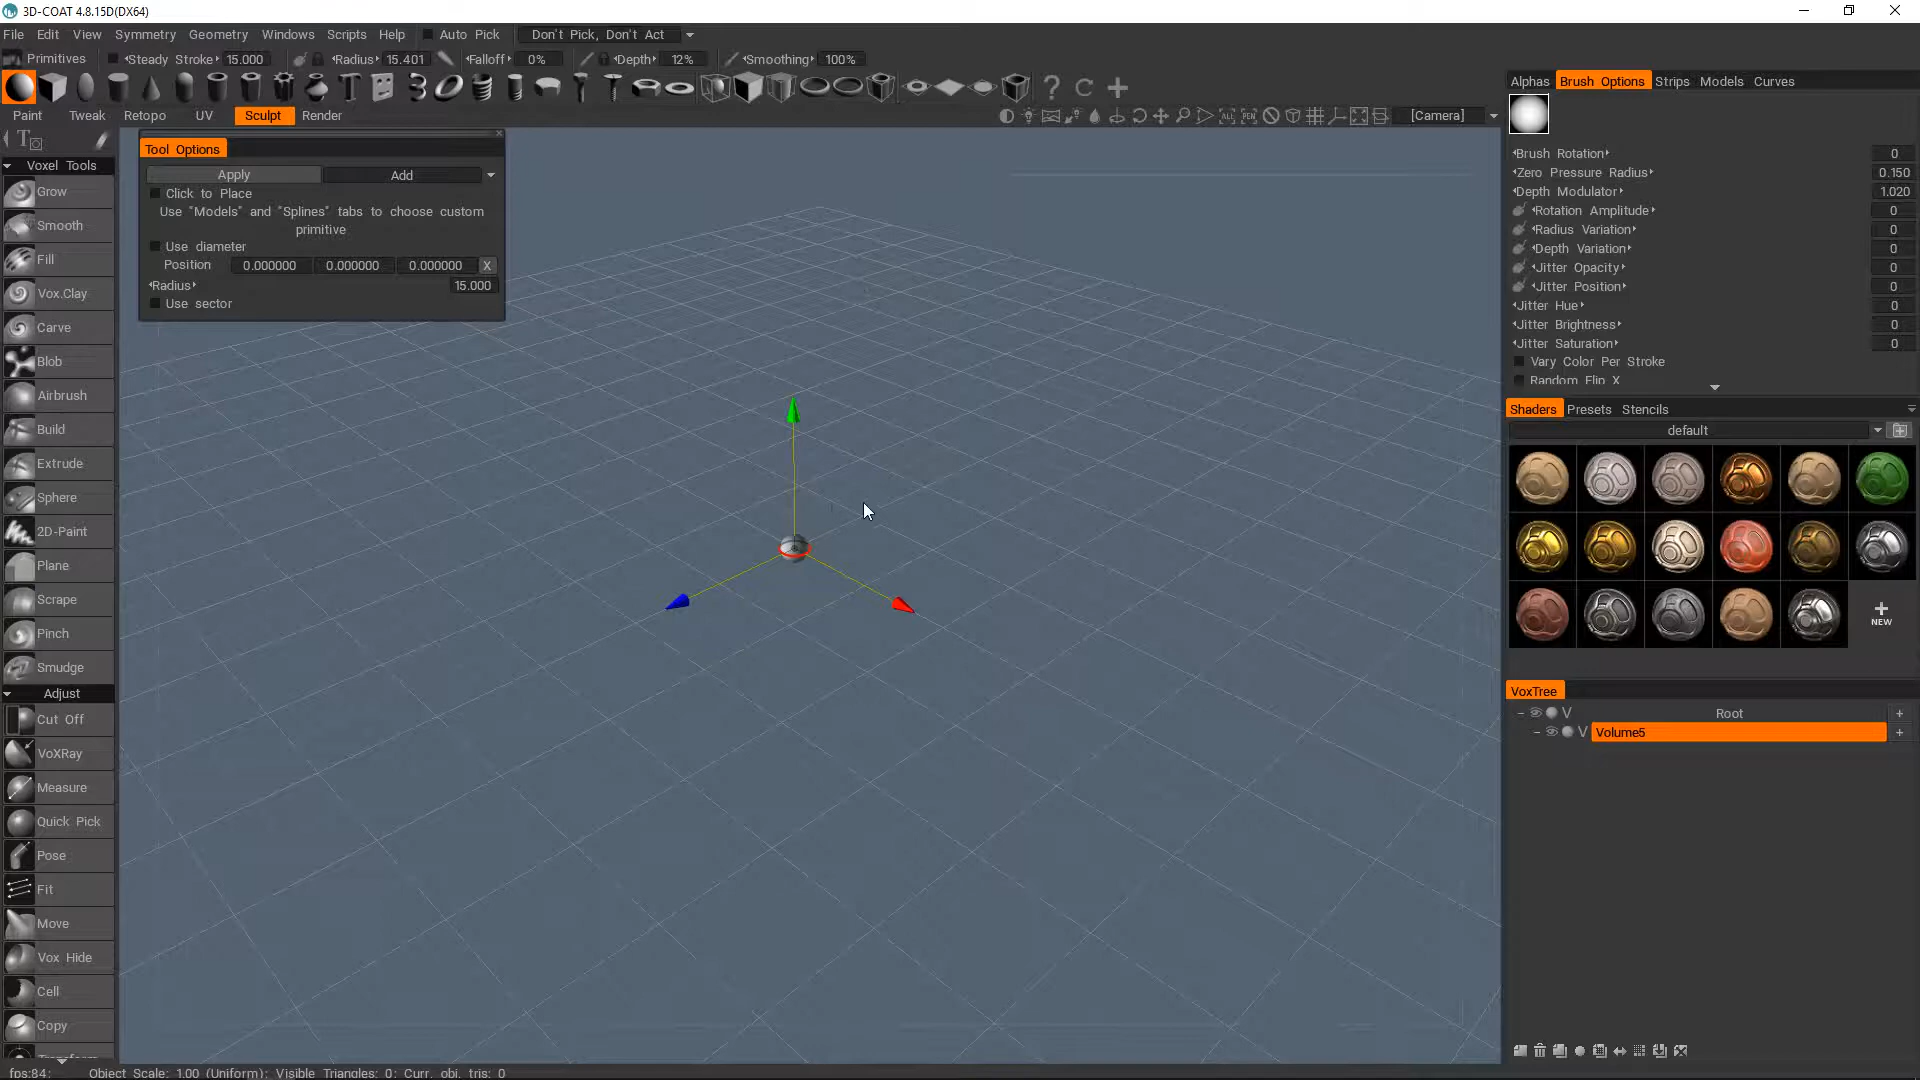 3D-COAT 4.8.15D(DX64)
File Edit View Symmetry Geometry Windows Scripts Help Auto Pick Don't Pick, Don't Act
Primitives Steady Stroke 15.000 Radius 15.401 Falloff 0% Depth 12% Smoothing 100%
Paint Tweak Retopo UV Sculpt Render [Camera]
Voxel Tools
Grow
Smooth
Fill
Vox.Clay
Carve
Blob
Airbrush
Build
Extrude
Sphere
2D-Paint
Plane
Scrape
Pinch
Smudge
Adjust
Cut Off
VoXRay
Measure
Quick Pick
Pose
Fit
Move
Vox Hide
Cell
Copy
Transform
Tool Options
Apply Add
Click to Place
Use "Models" and "Splines" tabs to choose custom
primitive
Use diameter
Position 0.000000 0.000000 0.000000 X
Radius 15.000
Use sector
Alphas Brush Options Strips Models Curves
Brush Rotation 0
Zero Pressure Radius 0.150
Depth Modulator 1.020
Rotation Amplitude 0
Radius Variation 0
Depth Variation 0
Jitter Opacity 0
Jitter Position 0
Jitter Hue 0
Jitter Brightness 0
Jitter Saturation 0
Vary Color Per Stroke
Random Flip X
Shaders Presets Stencils
default
NEW
VoxTree
V Root +
V Volume5 +
fps:84; Object Scale: 1.00 (Uniform); Visible Triangles: 0; Curr. obj. tris: 0